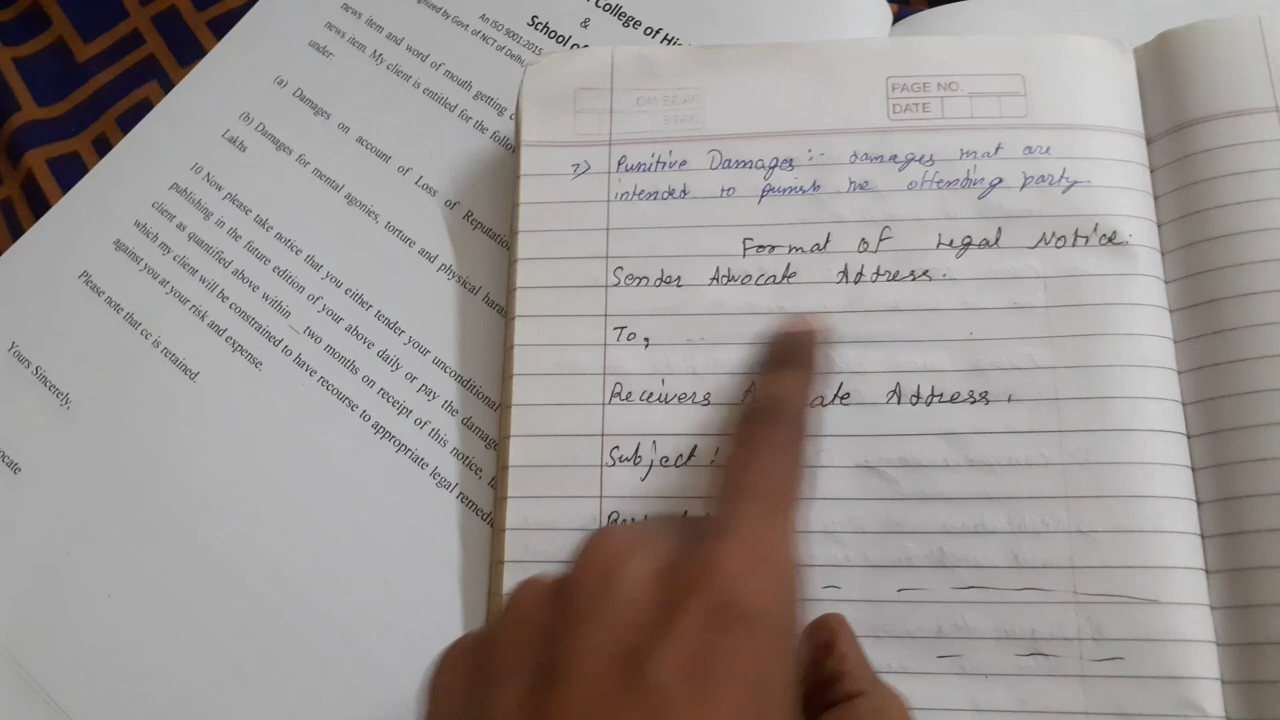 College of Hi
&
School of
An ISO 9001:2015
gnized by Govt. of NCT of Delhi,
news item and word of mouth getting
news item. My client is entitled for the follo
under:
(a) Damages on account of Loss of Reputatio
(b) Damages for mental agonies, torture and physical hara
Lakhs
10 Now please take notice that you either tender your unconditional
publishing in the future edition of your above daily or pay the damage
client as quantified above within __ two months on receipt of this notice, fa
which my client will be constrained to have recourse to appropriate legal remedi
against you at your risk and expense.
Please note that cc is retained.
Yours Sincerely,
ocate
PAGE NO.
DATE
7) Punitive Damages :- damages that are
intended to punish the offending party.
Format of Legal Notice.
Sender Advocate Address.
To,
Receivers A ate Address.
Subject :